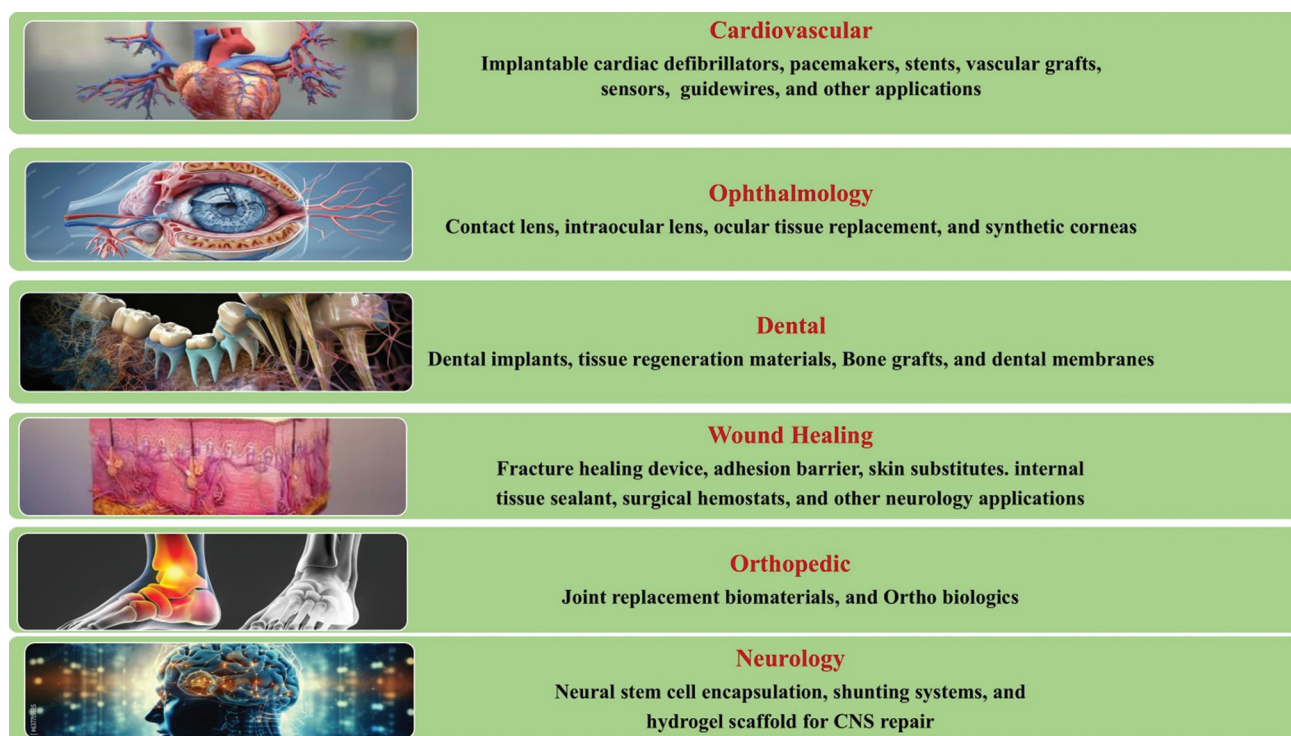 Cardiovascular
Implantable cardiac defibrillators, pacemakers, stents, vascular grafts,
sensors, guidewires, and other applications
Ophthalmology
Contact lens, intraocular lens, ocular tissue replacement, and synthetic corneas
Dental
Dental implants, tissue regeneration materials, Bone grafts, and dental membranes
Wound Healing
Fracture healing device, adhesion barrier, skin substitutes. internal
tissue sealant, surgical hemostats, and other neurology applications
Orthopedic
Joint replacement biomaterials, and Ortho biologics
Neurology
Neural stem cell encapsulation, shunting systems, and
hydrogel scaffold for CNS repair